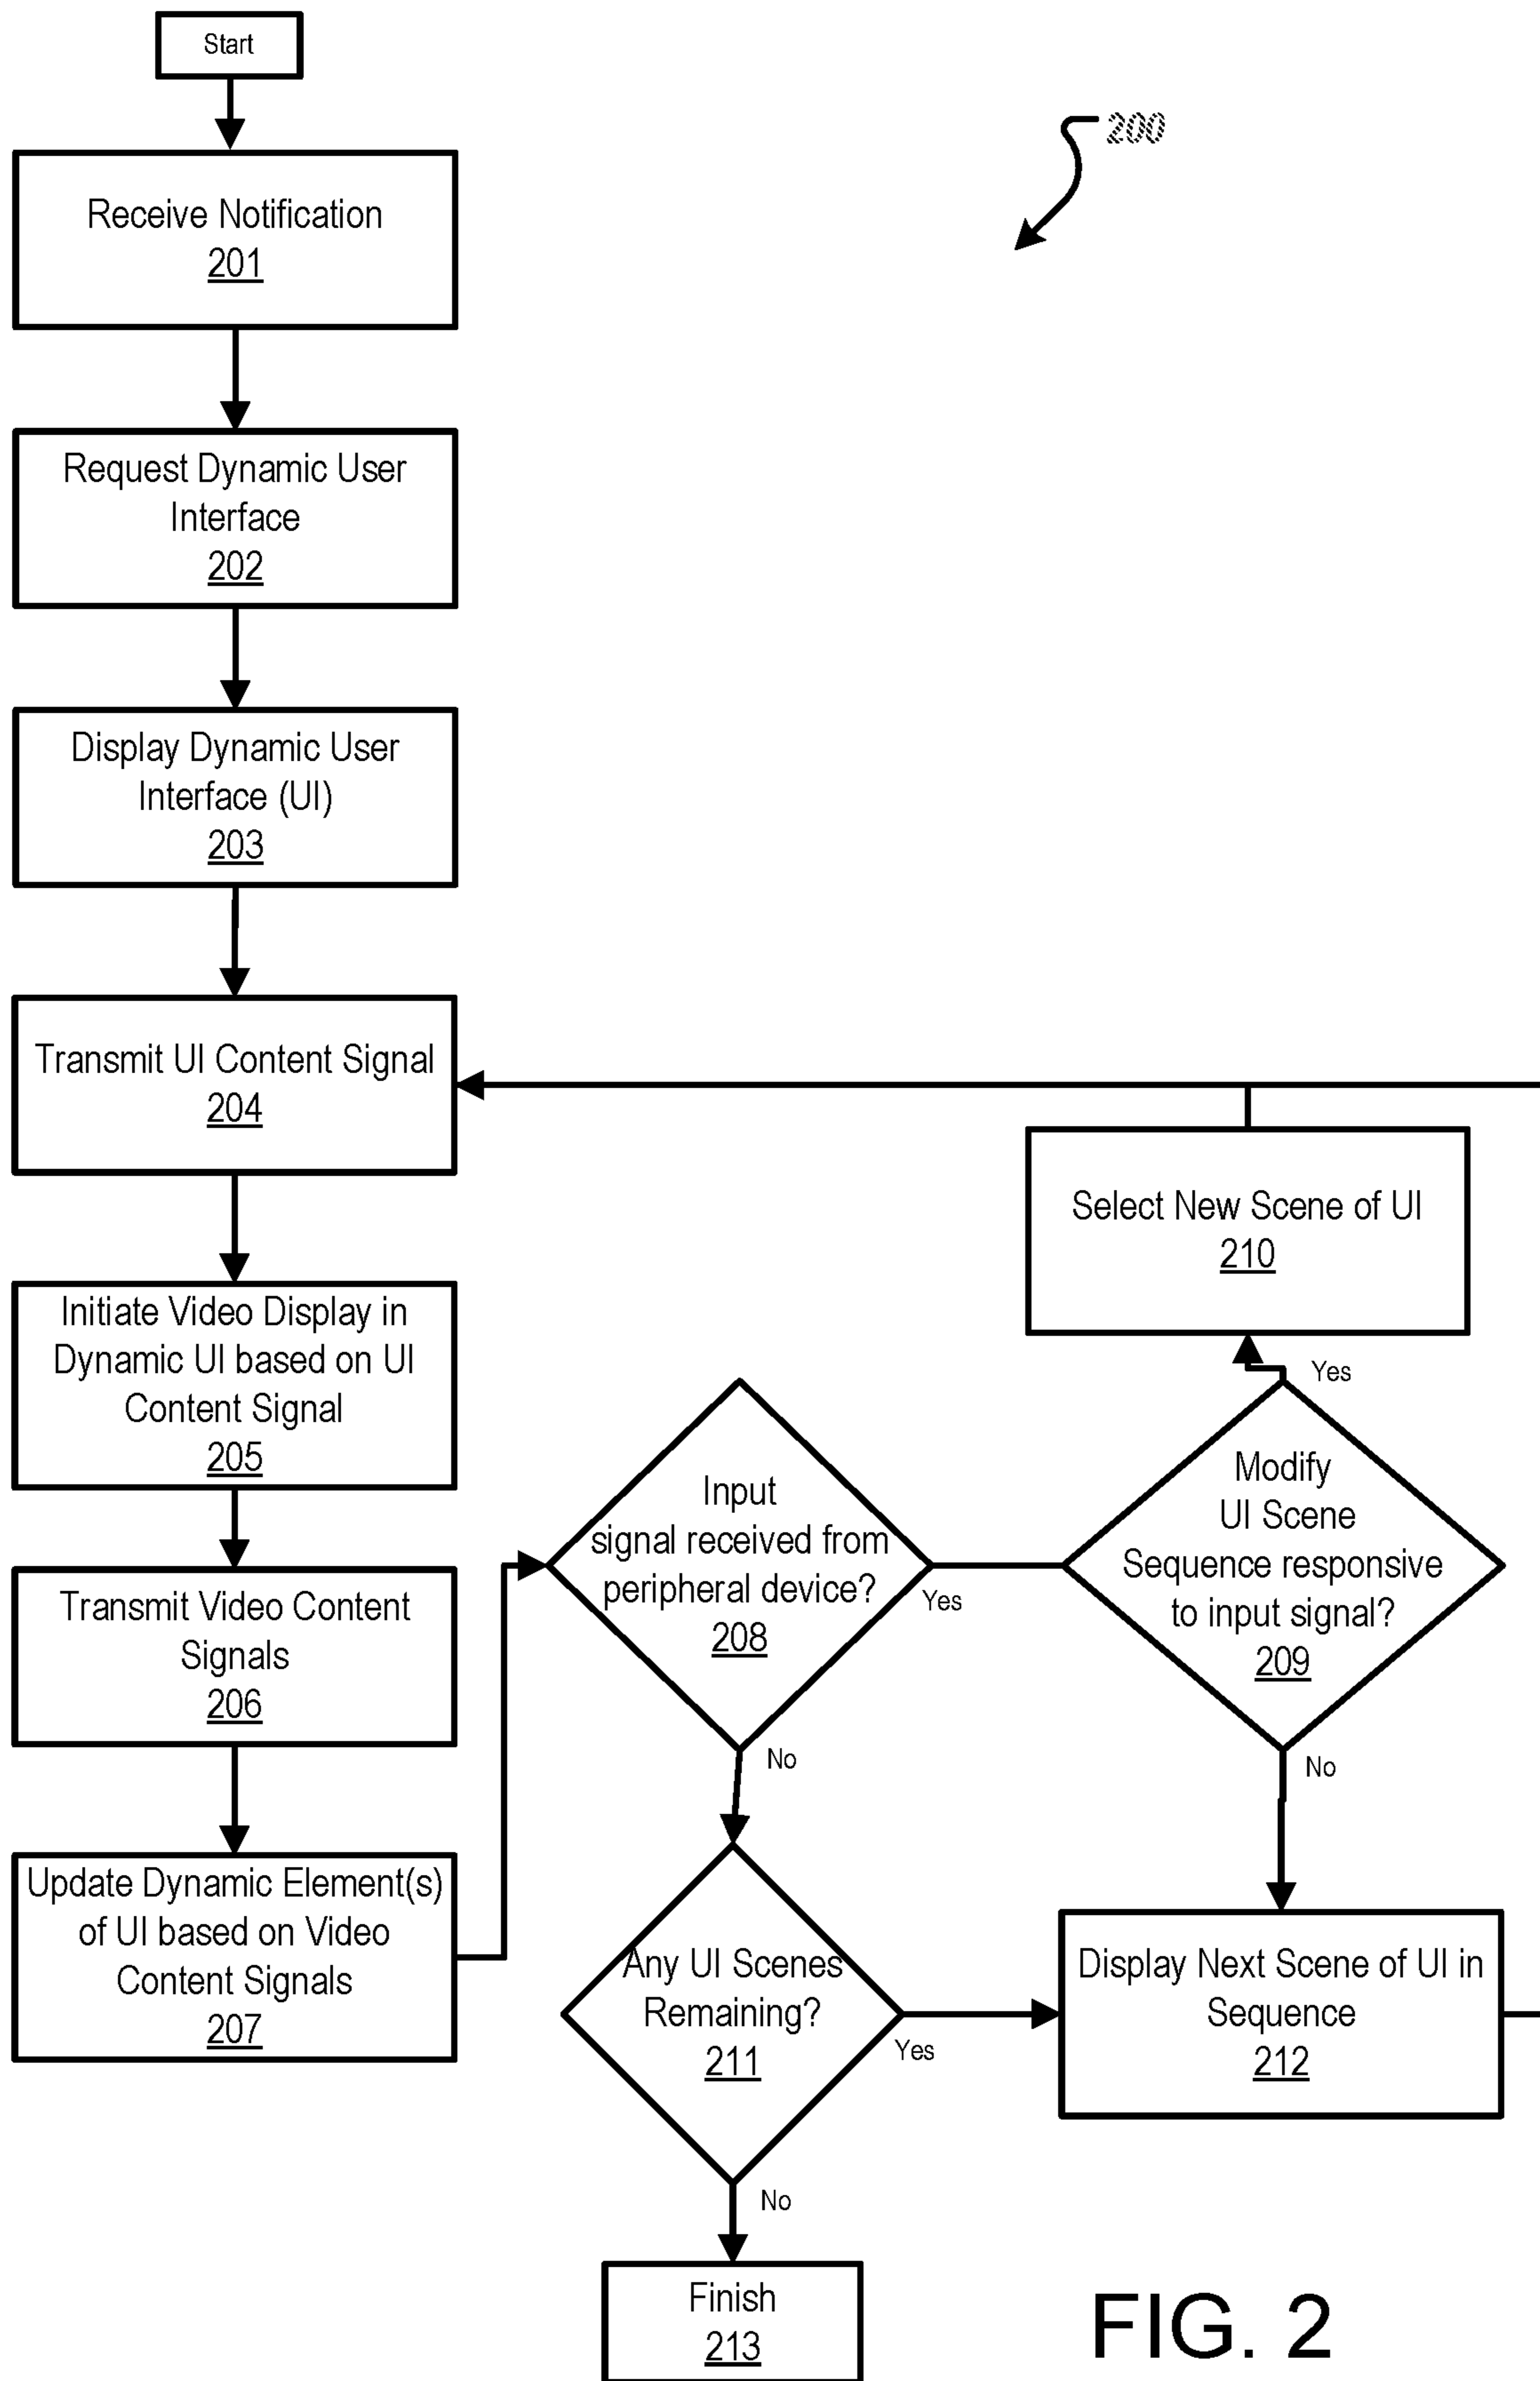 Start
200
Receive Notification
201
Request Dynamic User
Interface
202
Display Dynamic User
Interface (UI)
203
Transmit UI Content Signal
204
Initiate Video Display in
Dynamic UI based on UI
Content Signal
205
Transmit Video Content
Signals
206
Update Dynamic Element(s)
of UI based on Video
Content Signals
207
Input
signal received from
peripheral device?
208
Yes
No
Modify
UI Scene
Sequence responsive
to input signal?
209
Yes
No
Select New Scene of UI
210
Any UI Scenes
Remaining?
211
Yes
No
Display Next Scene of UI in
Sequence
212
Finish
213
FIG. 2